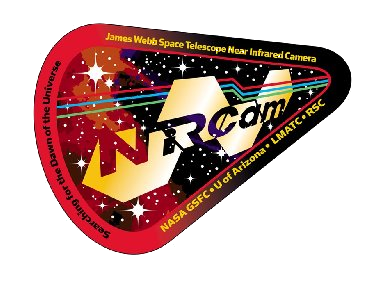 James Webb Space Telescope Near Infrared Camera
NIRCam
Searching for the Dawn of the Universe
NASA GSFC • U of Arizona • LMATC • RSC